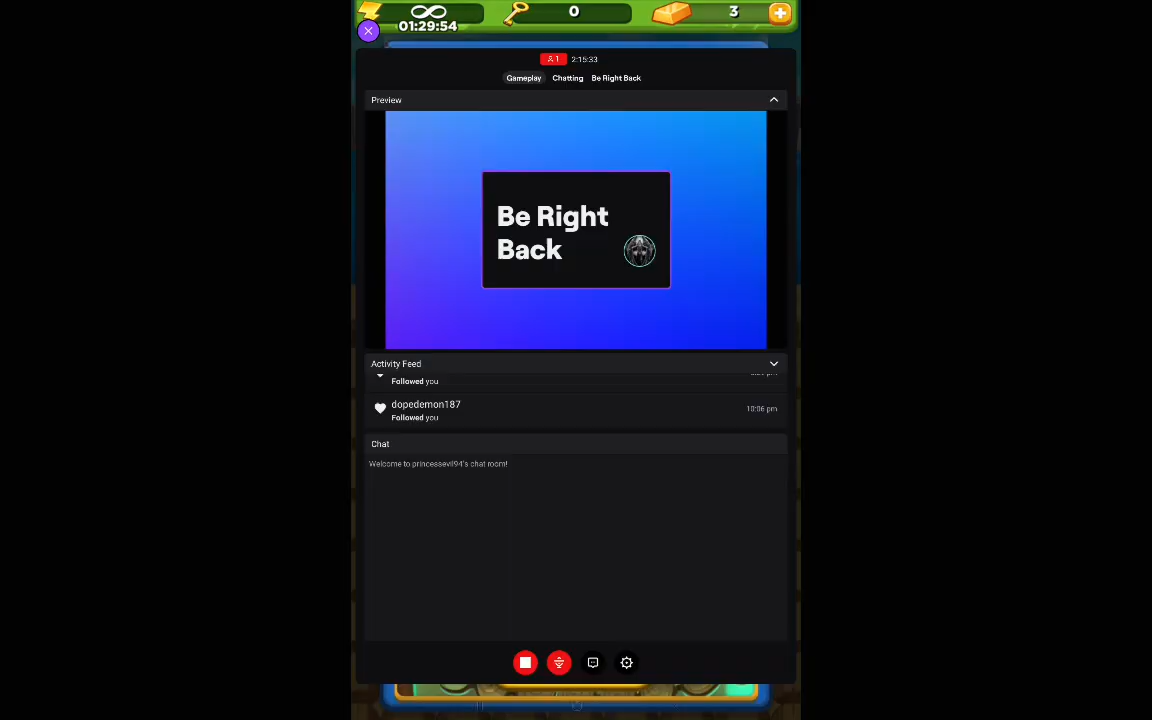 ∞
0
3
01:29:54
1 2:15:33
Gameplay Chatting Be Right Back
Preview
Be Right
Back
Activity Feed
Followed you
dopedemon187
10:06 pm
Followed you
Chat
Welcome to princessevil94's chat room!